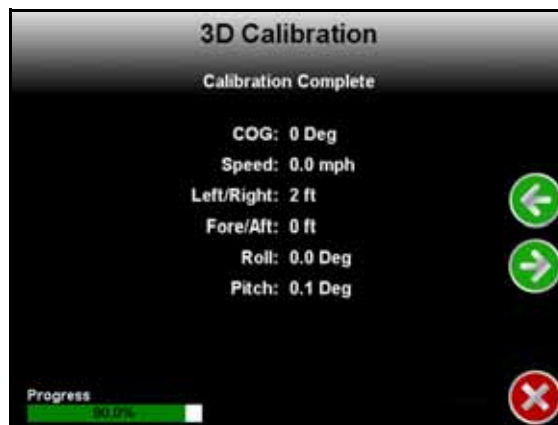 3D Calibration
Calibration Complete
COG: 0 Deg
Speed: 0.0 mph
Left/Right: 2 ft
Fore/Aft: 0 ft
Roll: 0.0 Deg
Pitch: 0.1 Deg
Progress
90.0%